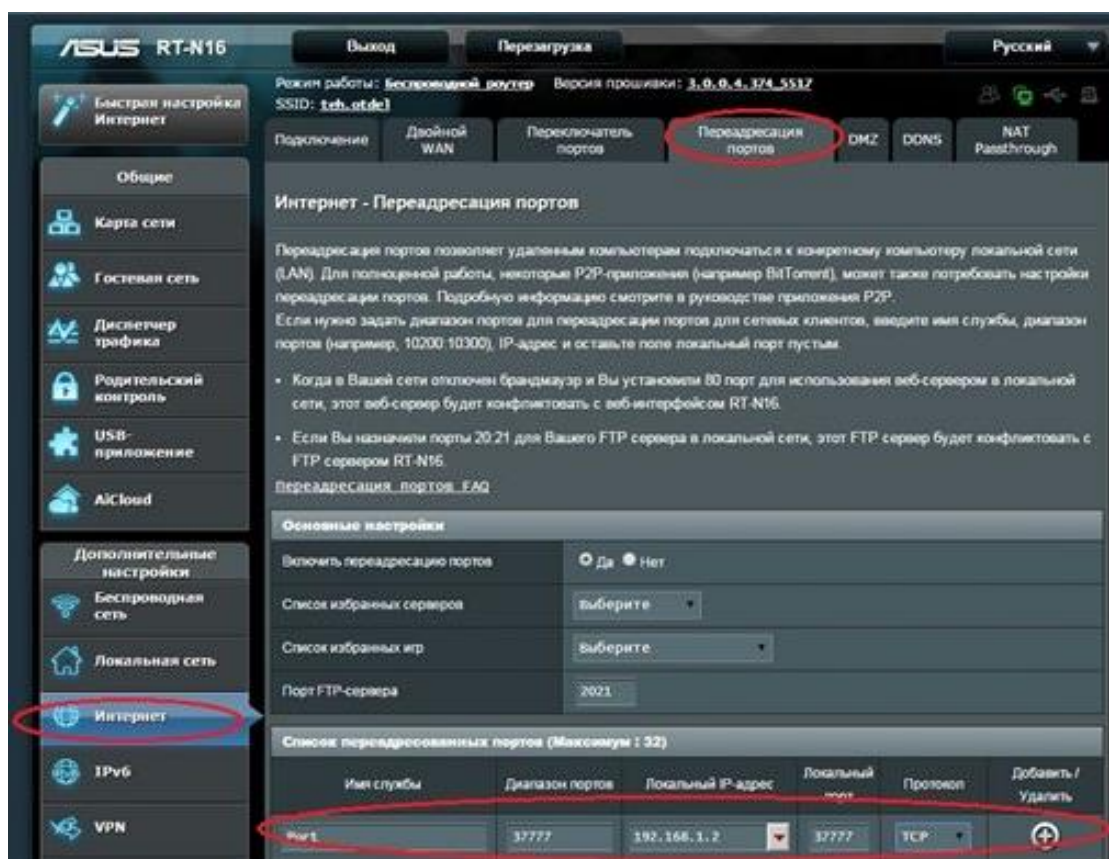 ASUS RT-N16
Выход
Перезагрузка
Русский
Режим работы: Беспроводной роутер Версия прошивки: 3.0.0.4.374_5517
SSID: teh.otdel
Быстрая настройка
Интернет
Подключение
Двойной
WAN
Переключатель
портов
Переадресация
портов
DMZ
DDNS
NAT
Passthrough
Общие
Карта сети
Гостевая сеть
Диспетчер
трафика
Родительский
контроль
USB-
приложение
AiCloud
Дополнительные
настройки
Беспроводная
сеть
Локальная сеть
Интернет
IPv6
VPN
Интернет - Переадресация портов
Переадресация портов позволяет удаленным компьютерам подключаться к конкретному компьютеру локальной сети
(LAN). Для полноценной работы, некоторые P2P-приложения (например BitTorrent), может также потребовать настройки
переадресации портов. Подробную информацию смотрите в руководстве приложения P2P.
Если нужно задать диапазон портов для переадресации портов для сетевых клиентов, введите имя службы, диапазон
портов (например, 10200:10300), IP-адрес и оставьте поле локальный порт пустым.
• Когда в Вашей сети отключен брандмауэр и Вы установили 80 порт для использования веб-сервером в локальной
сети, этот веб-сервер будет конфликтовать с веб-интерфейсом RT-N16.
• Если Вы назначили порты 20:21 для Вашего FTP сервера в локальной сети, этот FTP сервер будет конфликтовать с
FTP сервером RT-N16.
Переадресация портов FAQ
Основные настройки
Включить переадресацию портов Да Нет
Список избранных серверов Выберите
Список избранных игр Выберите
Порт FTP-сервера 2021
Список переадресованных портов (Максимум : 32)
Имя службы
Диапазон портов
Локальный IP-адрес
Локальный
порт
Протокол
Добавить /
Удалить
Port 37777 192.168.1.2 37777 TCP